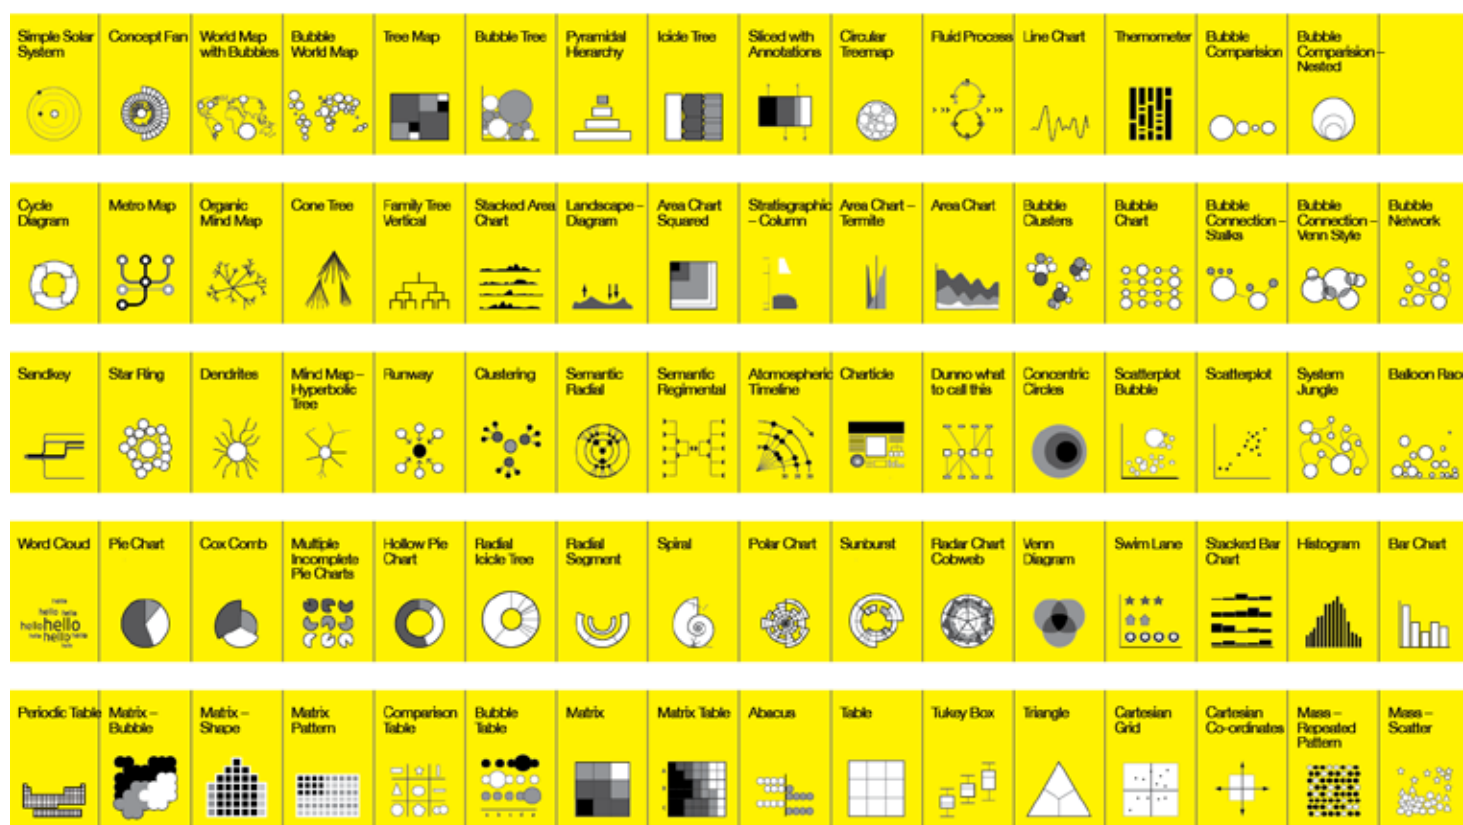 Simple Solar
System
Concept Fan
World Map
with Bubbles
Bubble
World Map
Tree Map
Bubble Tree
Pyramidal
Hierarchy
Icicle Tree
Sliced with
Annotations
Circular
Treemap
Fluid Process
Line Chart
Thermometer
Bubble
Comparision
Bubble
Comparision –
Nested
Cycle
Diagram
Metro Map
Organic
Mind Map
Cone Tree
Family Tree
Vertical
Stacked Area
Chart
Landscape –
Diagram
Area Chart
Squared
Stratisgraphic
– Column
Area Chart –
Termite
Area Chart
Bubble
Clusters
Bubble
Chart
Bubble
Connection –
Stalks
Bubble
Connection –
Venn Style
Bubble
Network
Sandkey
Star Ring
Dendrites
Mind Map –
Hyperbolic
Tree
Runway
Clustering
Semantic
Radial
Semantic
Regimental
Atomospheric
Timeline
Charticle
Dunno what
to call this
Concentric
Circles
Scatterplot
Bubble
Scatterplot
System
Jungle
Balloon Race
Word Cloud
hello
hello hello
hello hello
hello hello hello
hello
Pie Chart
Cox Comb
Multiple
Incomplete
Pie Charts
Hollow Pie
Chart
Radial
Icicle Tree
Radial
Segment
Spiral
Polar Chart
Sunburst
Radar Chart
Cobweb
Venn
Diagram
Swim Lane
Stacked Bar
Chart
Histogram
Bar Chart
Periodic Table
Matrix –
Bubble
Matrix –
Shape
Matrix
Pattern
Comparison
Table
Bubble
Table
Matrix
Matrix Table
Abacus
Table
Tukey Box
Triangle
Cartesian
Grid
Cartesian
Co-ordinates
Mass –
Repeated
Pattern
Mass –
Scatter